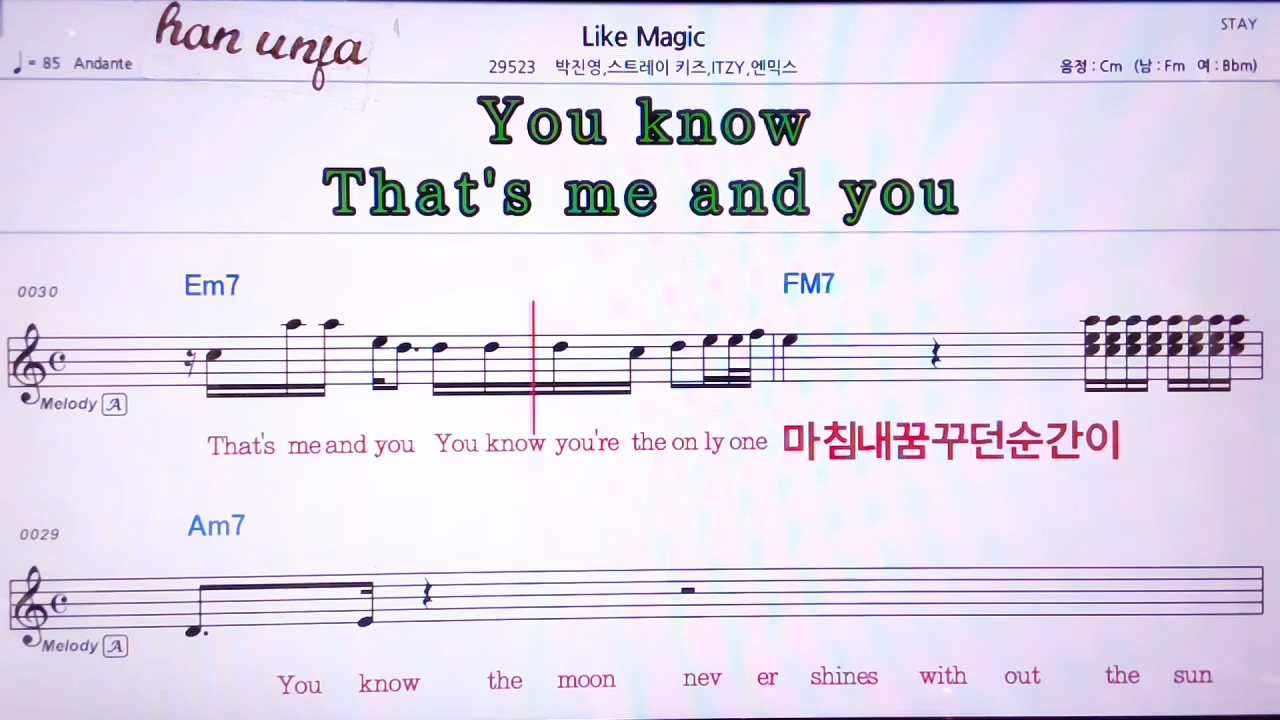 han unfa
Like Magic
STAY
♩ = 85 Andante
29523 박진영,스트레이 키즈,ITZY,엔믹스
음정 : Cm (남 : Fm 여 : Bbm)
You know
That's me and you
Em7 FM7
0030
Melody A
That's me and you You know you're the on ly one 마침내꿈꾸던순간이
Am7
0029
Melody A
You know the moon nev er shines with out the sun